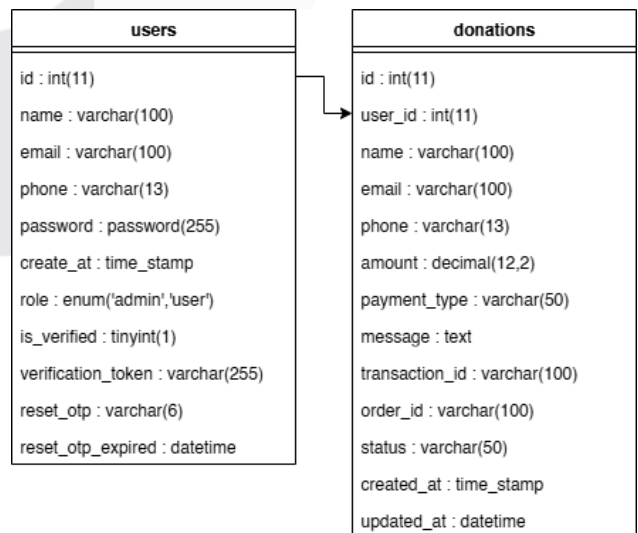 users
id : int(11)
name : varchar(100)
email : varchar(100)
phone : varchar(13)
password : password(255)
create_at : time_stamp
role : enum('admin','user')
is_verified : tinyint(1)
verification_token : varchar(255)
reset_otp : varchar(6)
reset_otp_expired : datetime
donations
id : int(11)
user_id : int(11)
name : varchar(100)
email : varchar(100)
phone : varchar(13)
amount : decimal(12,2)
payment_type : varchar(50)
message : text
transaction_id : varchar(100)
order_id : varchar(100)
status : varchar(50)
created_at : time_stamp
updated_at : datetime